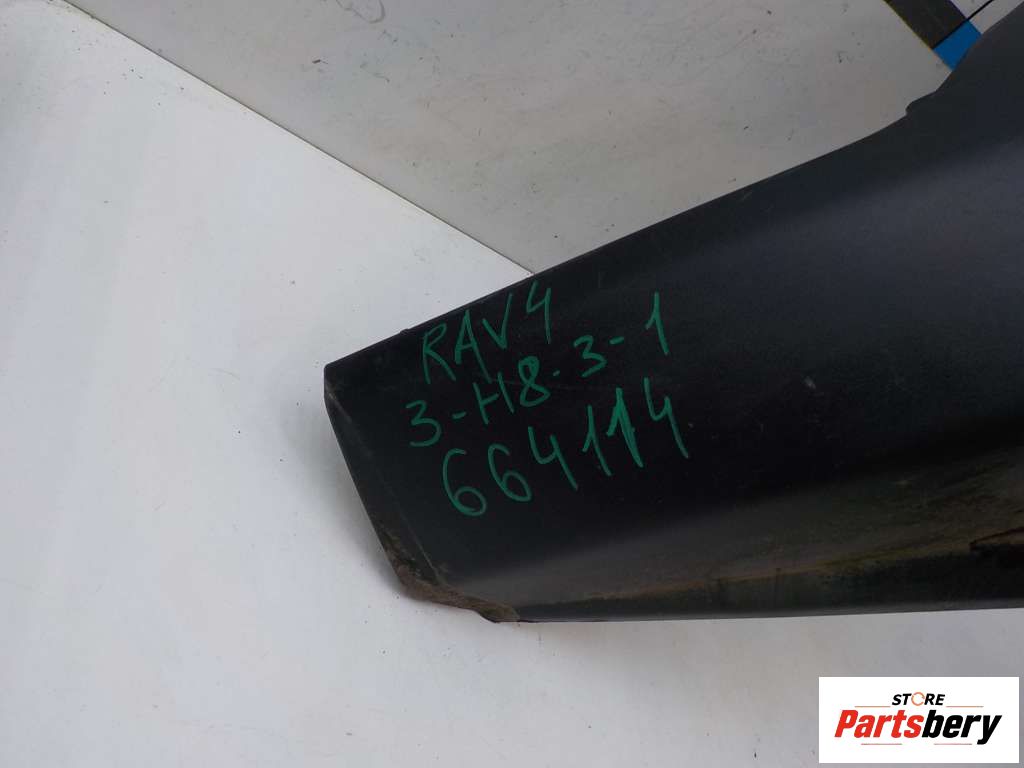 RAV4
3-H8.3-1
664114
STORE
Partsbery